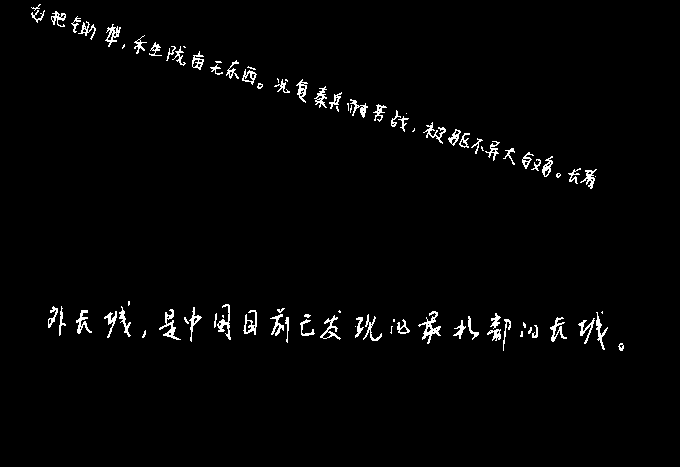 妇把锄犁,禾生陇亩无东西。况复秦兵耐苦战,被驱不异犬与鸡。长者
外长城,是中国目前已发现的最北部的长城。